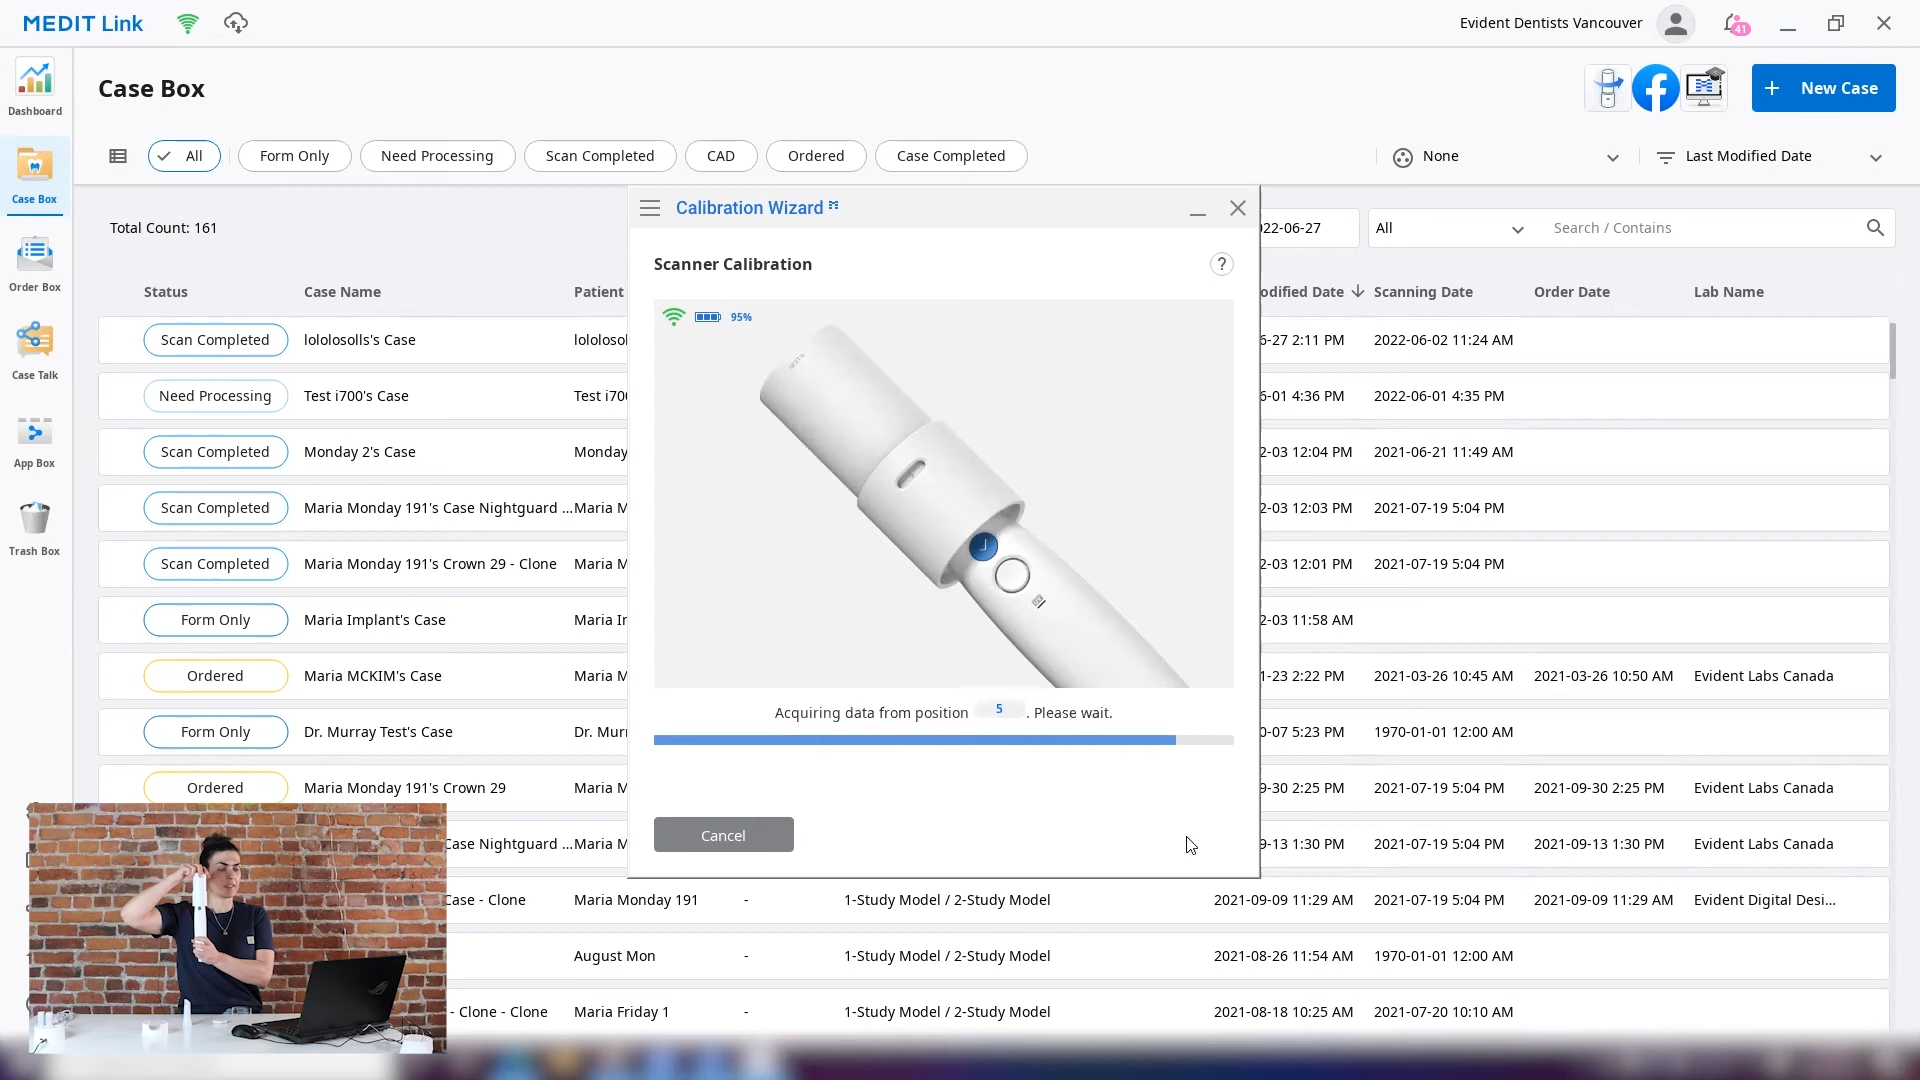 MEDIT Link
Evident Dentists Vancouver
41
Dashboard
Case Box
Order Box
Case Talk
App Box
Trash Box
Case Box
+ New Case
All
Form Only
Need Processing
Scan Completed
CAD
Ordered
Case Completed
None
Last Modified Date
Total Count: 161
22-06-27
All
Search / Contains
Status Case Name Patient odified Date Scanning Date Order Date Lab Name
Scan Completed lololosolls's Case lololosol 6-27 2:11 PM 2022-06-02 11:24 AM
Need Processing Test i700's Case Test i700 6-01 4:36 PM 2022-06-01 4:35 PM
Scan Completed Monday 2's Case Monday 2-03 12:04 PM 2021-06-21 11:49 AM
Scan Completed Maria Monday 191's Case Nightguard ... Maria M 2-03 12:03 PM 2021-07-19 5:04 PM
Scan Completed Maria Monday 191's Crown 29 - Clone Maria M 2-03 12:01 PM 2021-07-19 5:04 PM
Form Only Maria Implant's Case Maria Ir 2-03 11:58 AM
Ordered Maria MCKIM's Case Maria M 1-23 2:22 PM 2021-03-26 10:45 AM 2021-03-26 10:50 AM Evident Labs Canada
Form Only Dr. Murray Test's Case Dr. Murr 0-07 5:23 PM 1970-01-01 12:00 AM
Ordered Maria Monday 191's Crown 29 Maria M 9-30 2:25 PM 2021-07-19 5:04 PM 2021-09-30 2:25 PM Evident Labs Canada
Case Nightguard ... Maria M 9-13 1:30 PM 2021-07-19 5:04 PM 2021-09-13 1:30 PM Evident Labs Canada
Case - Clone Maria Monday 191 - 1-Study Model / 2-Study Model 2021-09-09 11:29 AM 2021-07-19 5:04 PM 2021-09-09 11:29 AM Evident Digital Desi...
August Mon - 1-Study Model / 2-Study Model 2021-08-26 11:54 AM 1970-01-01 12:00 AM
- Clone - Clone Maria Friday 1 - 1-Study Model / 2-Study Model 2021-08-18 10:25 AM 2021-07-20 10:10 AM
Calibration Wizard
Scanner Calibration
?
95%
Acquiring data from position 5 . Please wait.
Cancel